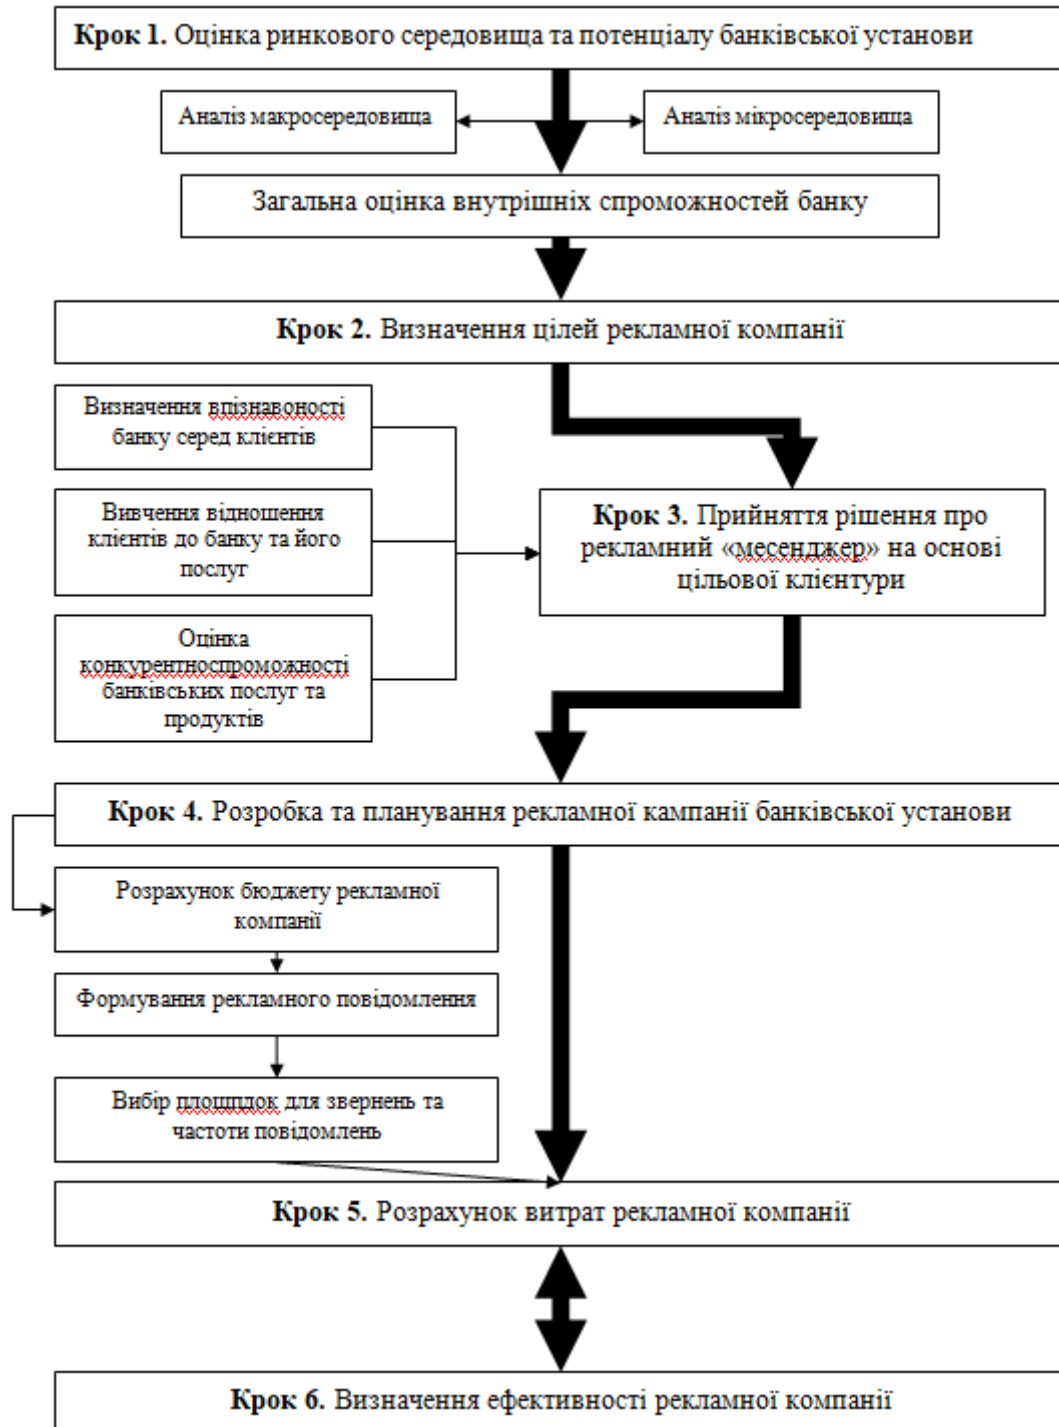 Крок 1. Оцінка ринкового середовища та потенціалу банківської установи
Аналіз макросередовища
Аналіз мікросередовища
Загальна оцінка внутрішніх спроможностей банку
Крок 2. Визначення цілей рекламної компанії
Визначення впізнавоності
банку серед клієнтів
Вивчення відношення
клієнтів до банку та його
послуг
Оцінка
конкурентноспроможності
банківських послуг та
продуктів
Крок 3. Прийняття рішення про
рекламний «месенджер» на основі
цільової клієнтури
Крок 4. Розробка та планування рекламної кампанії банківської установи
Розрахунок бюджету рекламної
компанії
Формування рекламного повідомлення
Вибір площпдок для звернень та
частоти повідомлень
Крок 5. Розрахунок витрат рекламної компанії
Крок 6. Визначення ефективності рекламної компанії